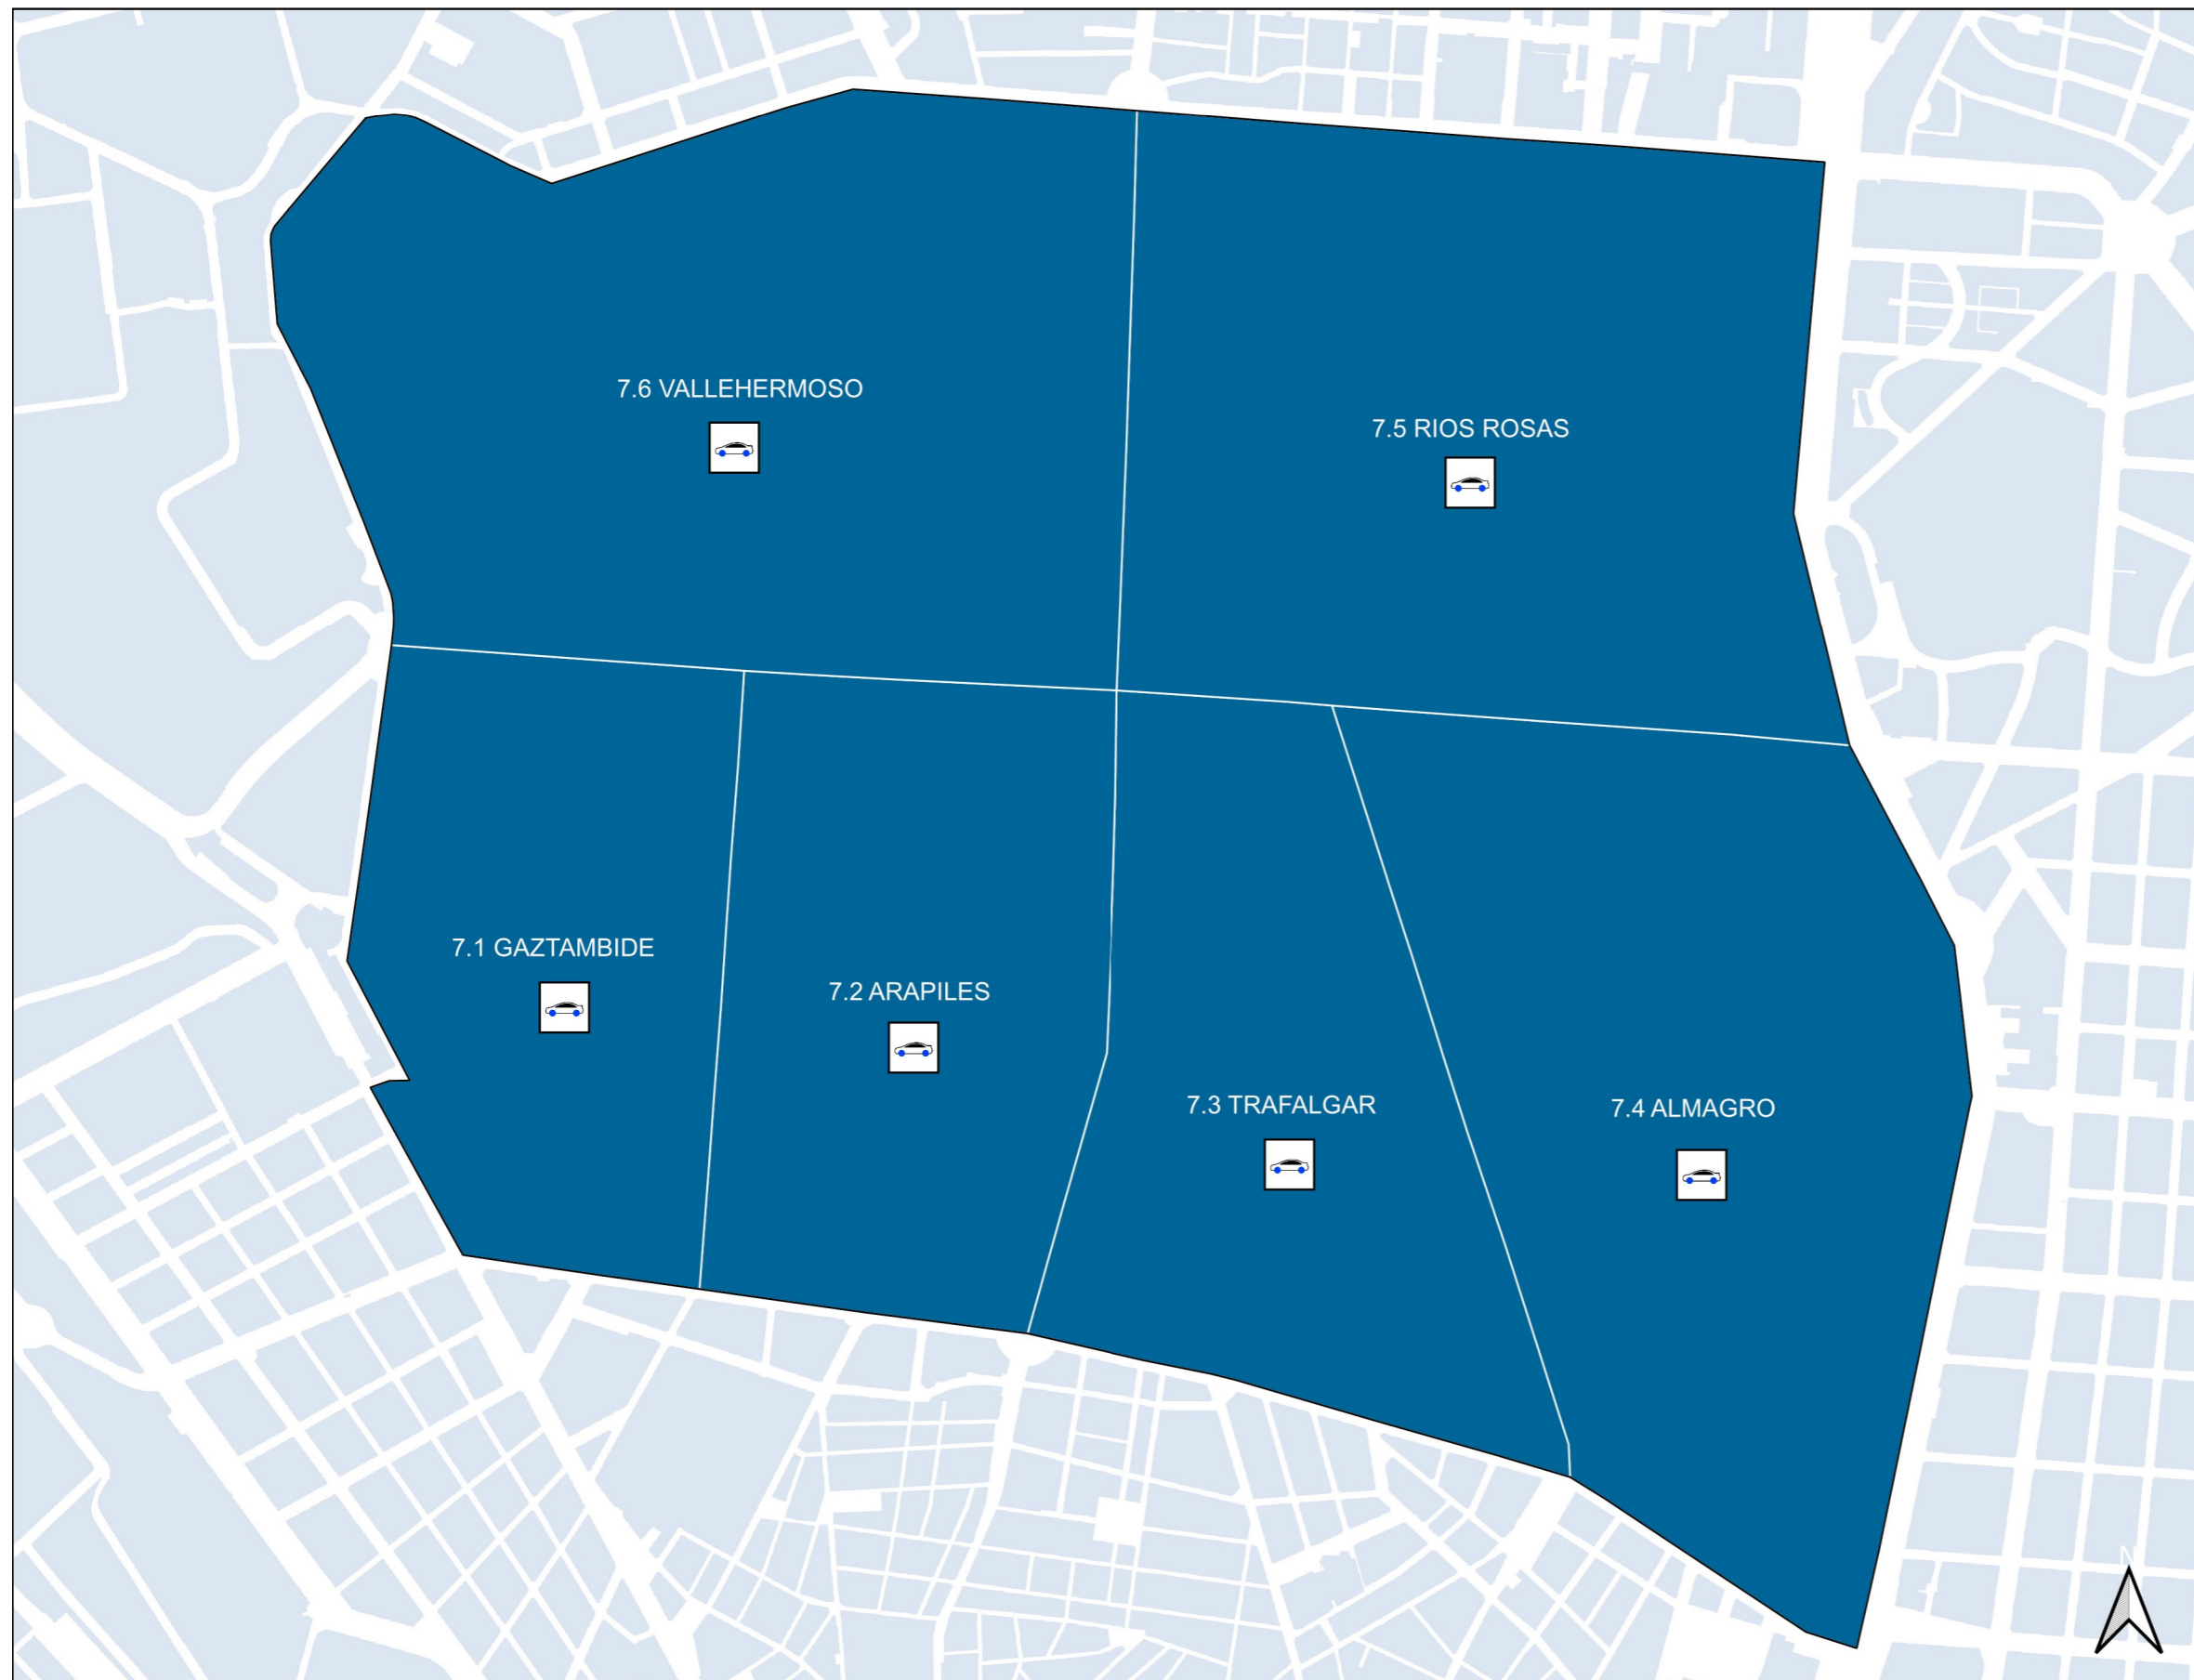 7.6 VALLEHERMOSO
7.5 RIOS ROSAS
7.1 GAZTAMBIDE
7.2 ARAPILES
7.3 TRAFALGAR
7.4 ALMAGRO
N